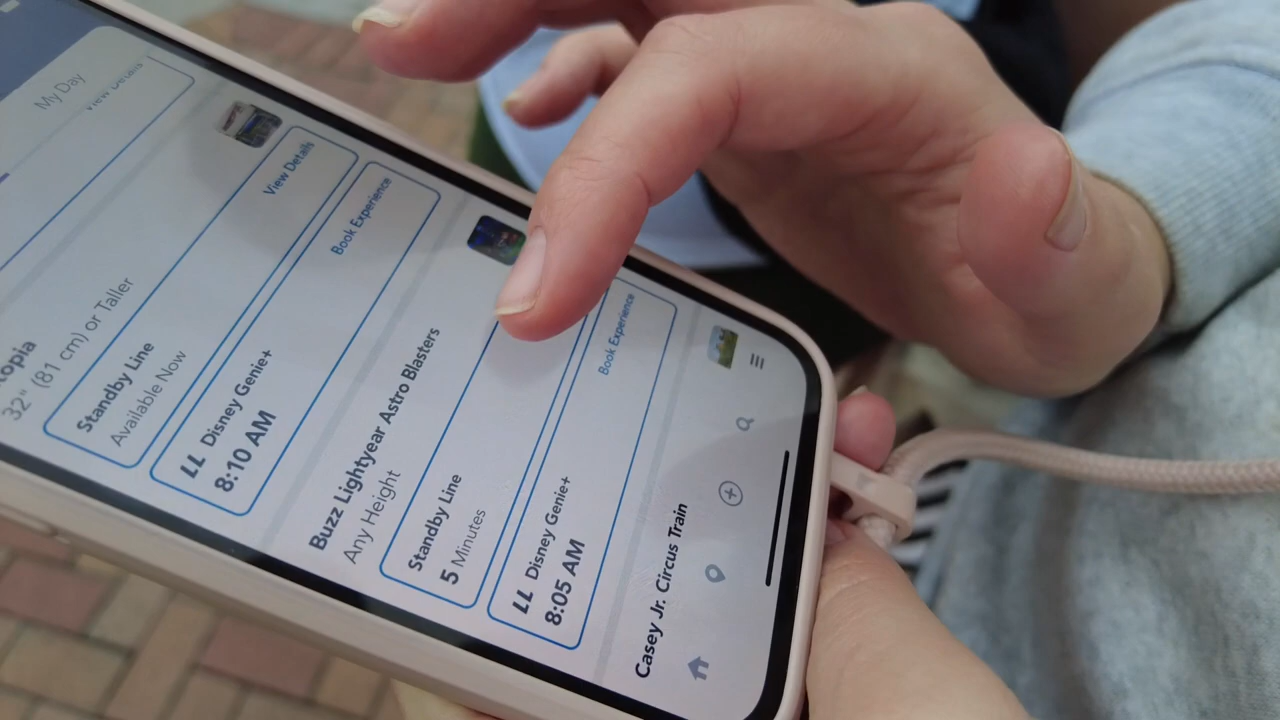 My Day
View Details
topia
32" (81 cm) or Taller
Standby Line
Available Now
View Details
LL Disney Genie+
8:10 AM
Book Experience
Buzz Lightyear Astro Blasters
Any Height
Standby Line
5 Minutes
LL Disney Genie+
8:05 AM
Book Experience
Casey Jr. Circus Train